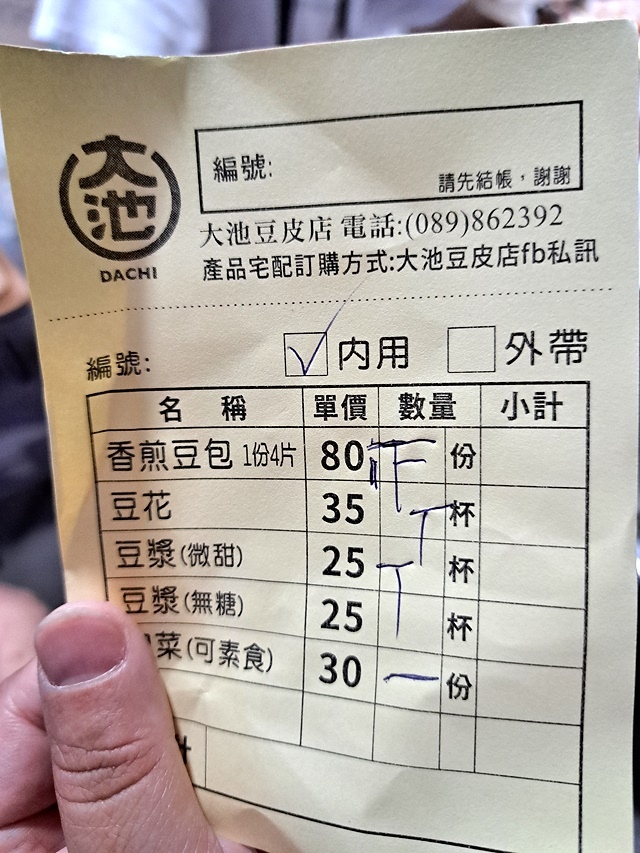 大池
DACHI
編號:
請先結帳，謝謝
大池豆皮店 電話:(089)862392
產品宅配訂購方式:大池豆皮店fb私訊
編號:
內用 外帶
名稱 單價 數量 小計
香煎豆包 1份4片 80 份
豆花 35 杯
豆漿(微甜) 25 杯
豆漿(無糖) 25 杯
菜(可素食) 30 一 份
計